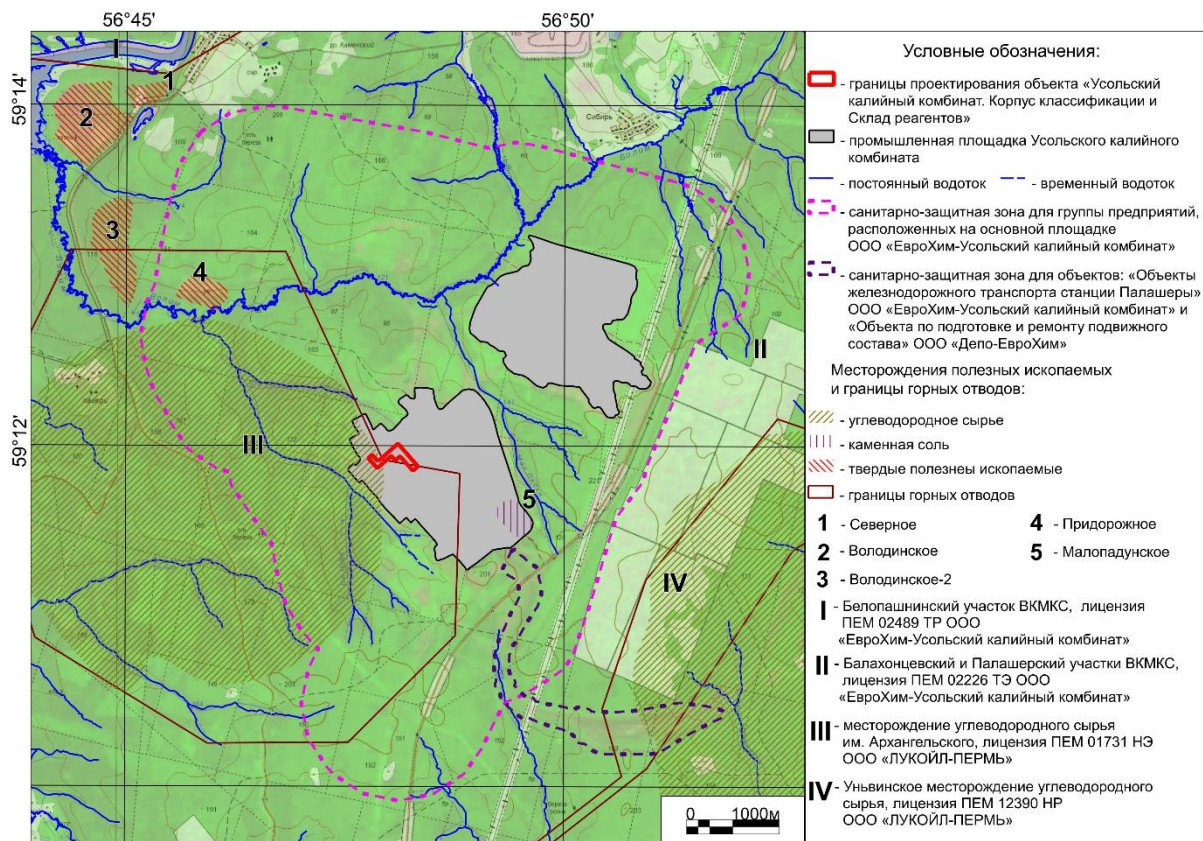 56°45'
56°50'
59°14'
59°12'
I
1
2
3
4
5
II
III
IV
Сибирь
0 1000м
Условные обозначения:
- границы проектирования объекта «Усольский
калийный комбинат. Корпус классификации и
Склад реагентов»
- промышленная площадка Усольского калийного
комбината
- постоянный водоток - временный водоток
- санитарно-защитная зона для группы предприятий,
расположенных на основной площадке
ООО «ЕвроХим-Усольский калийный комбинат»
- санитарно-защитная зона для объектов: «Объекты
железнодорожного транспорта станции Палашеры»
ООО «ЕвроХим-Усольский калийный комбинат» и
«Объекта по подготовке и ремонту подвижного
состава» ООО «Депо-ЕвроХим»
Месторождения полезных ископаемых
и границы горных отводов:
- углеводородное сырье
- каменная соль
- твердые полезнеы ископаемые
- границы горных отводов
1 - Северное 4 - Придорожное
2 - Володинское 5 - Малопадунское
3 - Володинское-2
I - Белопашнинский участок ВКМКС, лицензия
ПЕМ 02489 ТР ООО
«ЕвроХим-Усольский калийный комбинат»
II - Балахонцевский и Палашерский участки ВКМКС,
лицензия ПЕМ 02226 ТЭ ООО
«ЕвроХим-Усольский калийный комбинат»
III - месторождение углеводородного сырья
им. Архангельского, лицензия ПЕМ 01731 НЭ
ООО «ЛУКОЙЛ-ПЕРМЬ»
IV - Уньвинское месторождение углеводородного
сырья, лицензия ПЕМ 12390 НР
ООО «ЛУКОЙЛ-ПЕРМЬ»